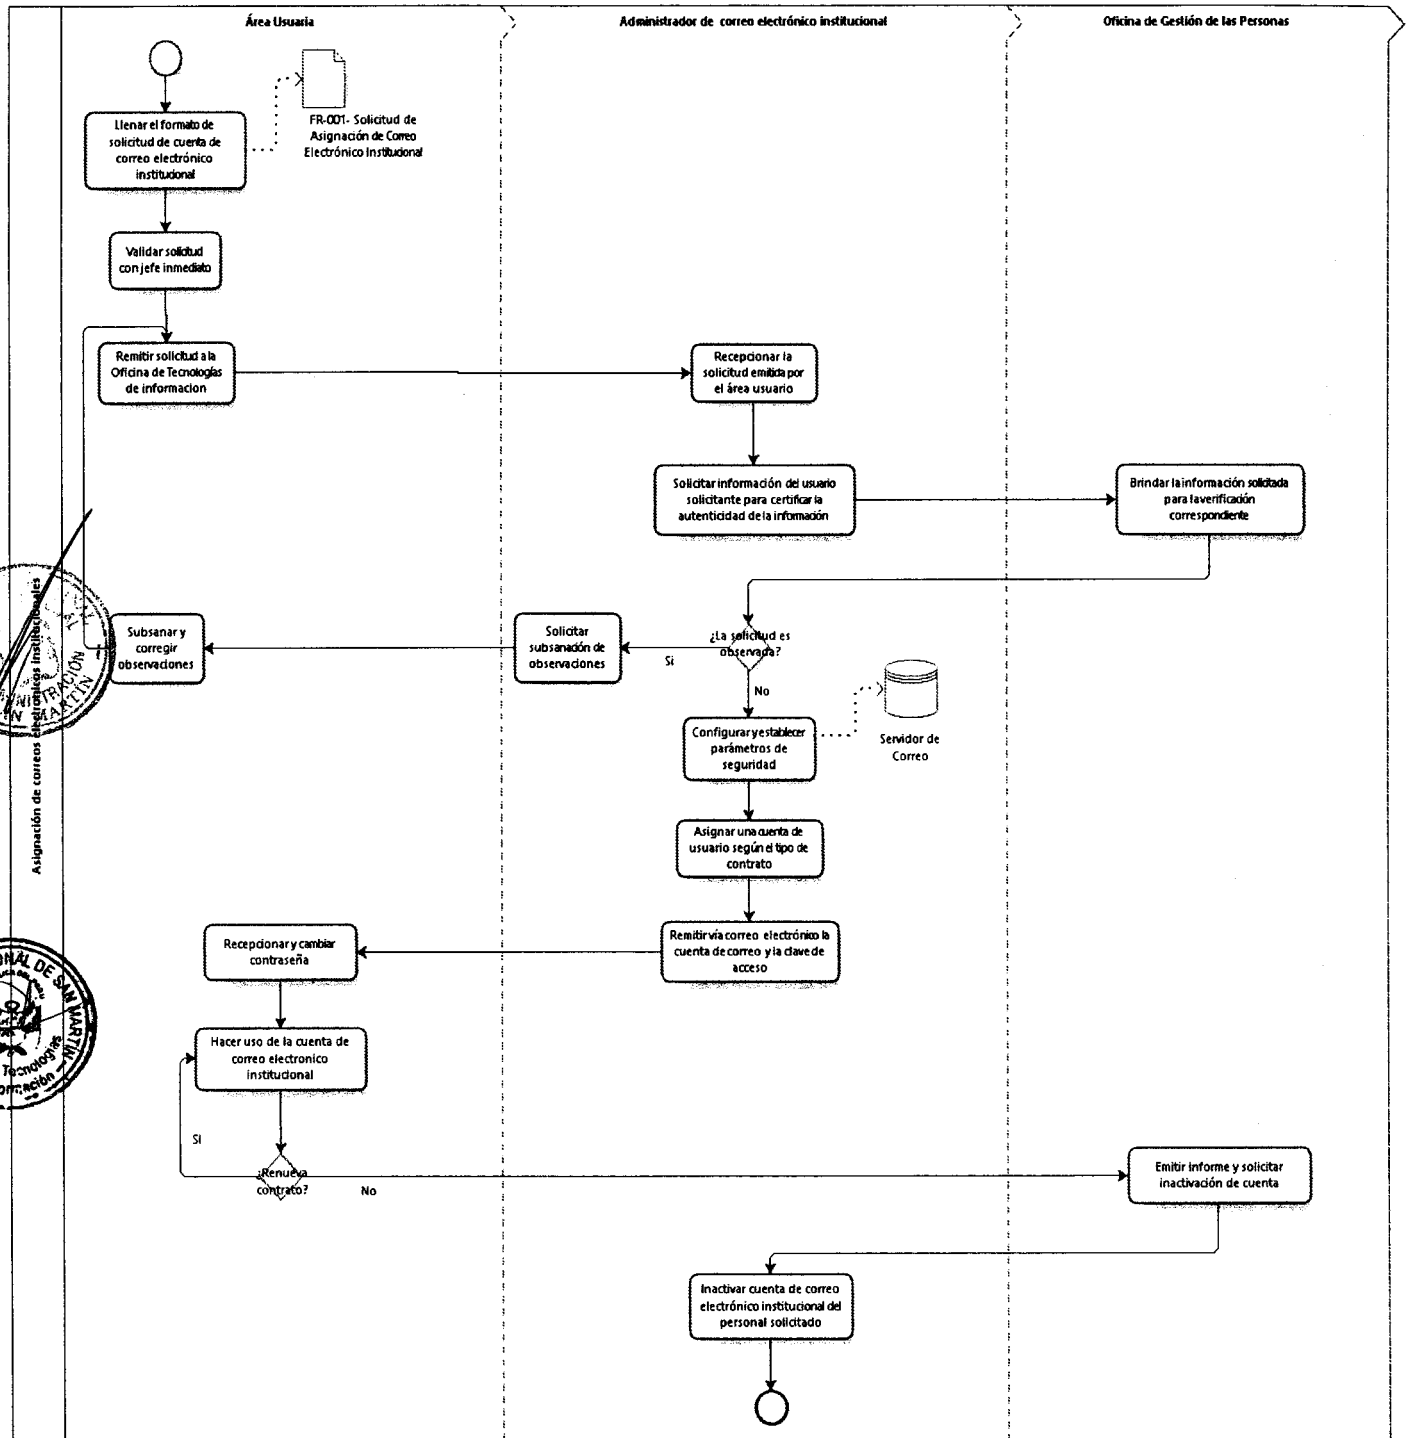 Área Usuaria
Administrador de correo electrónico institucional
Oficina de Gestión de las Personas
Llenar el formato de
solicitud de cuenta de
correo electrónico
institucional
FR-001- Solicitud de
Asignación de Correo
Electrónico Institucional
Validar solicitud
con jefe inmediato
Remitir solicitud a la
Oficina de Tecnologías
de informacion
Recepcionar la
solicitud emitida por
el área usuario
Solicitar información del usuario
solicitante para certificar la
autenticidad de la información
Brindar la información solicitada
para la verificación
correspondiente
¿La solicitud es
observada?
Si
No
Solicitar
subsanación de
observaciones
Subsanar y
corregir
observaciones
Configurar y establecer
parámetros de
seguridad
Servidor de
Correo
Asignar una cuenta de
usuario según el tipo de
contrato
Remitir vía correo electrónico la
cuenta de correo y la clave de
acceso
Recepcionar y cambiar
contraseña
Hacer uso de la cuenta de
correo electronico
institucional
Si
¿Renueva
contrato?
No
Emitir informe y solicitar
inactivación de cuenta
Inactivar cuenta de correo
electrónico institucional del
personal solicitado
Asignación de correos electrónicos institucionales
MARTÍN
DE SAN MARTÍN
Tecnologías